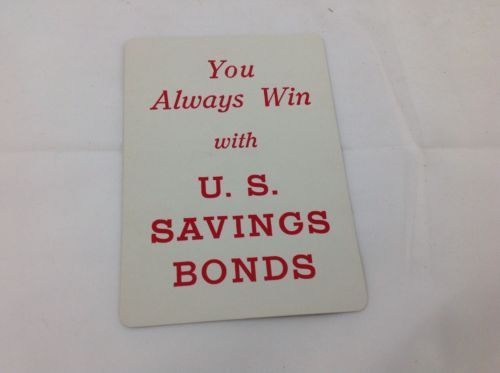 You
Always Win
with
U. S.
SAVINGS
BONDS